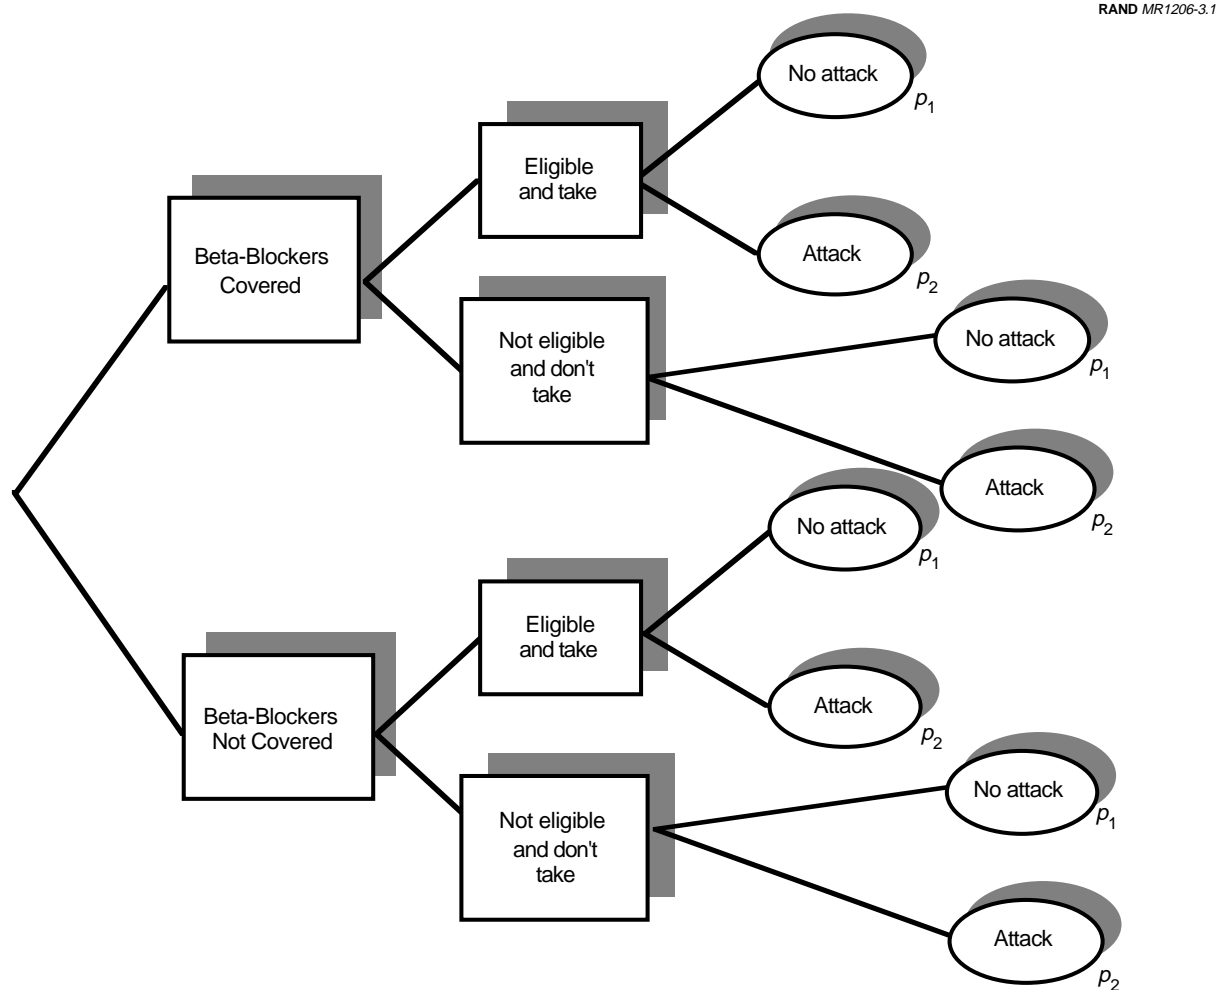 RAND MR1206-3.1
No attack
p1
Eligible
and take
Attack
p2
Beta-Blockers
Covered
Not eligible
and don't
take
No attack
p1
Attack
p2
No attack
p1
Eligible
and take
Attack
p2
Beta-Blockers
Not Covered
Not eligible
and don't
take
No attack
p1
Attack
p2